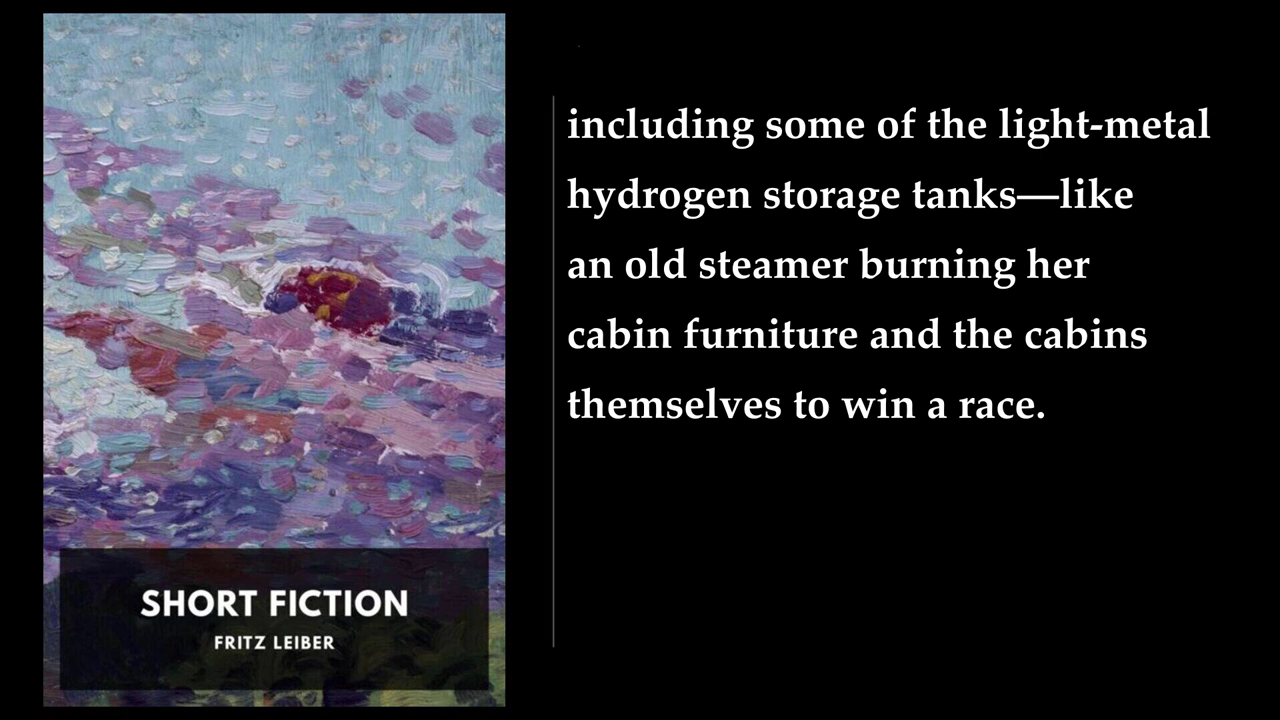 including some of the light-metal
hydrogen storage tanks—like
an old steamer burning her
cabin furniture and the cabins
themselves to win a race.
SHORT FICTION
FRITZ LEIBER